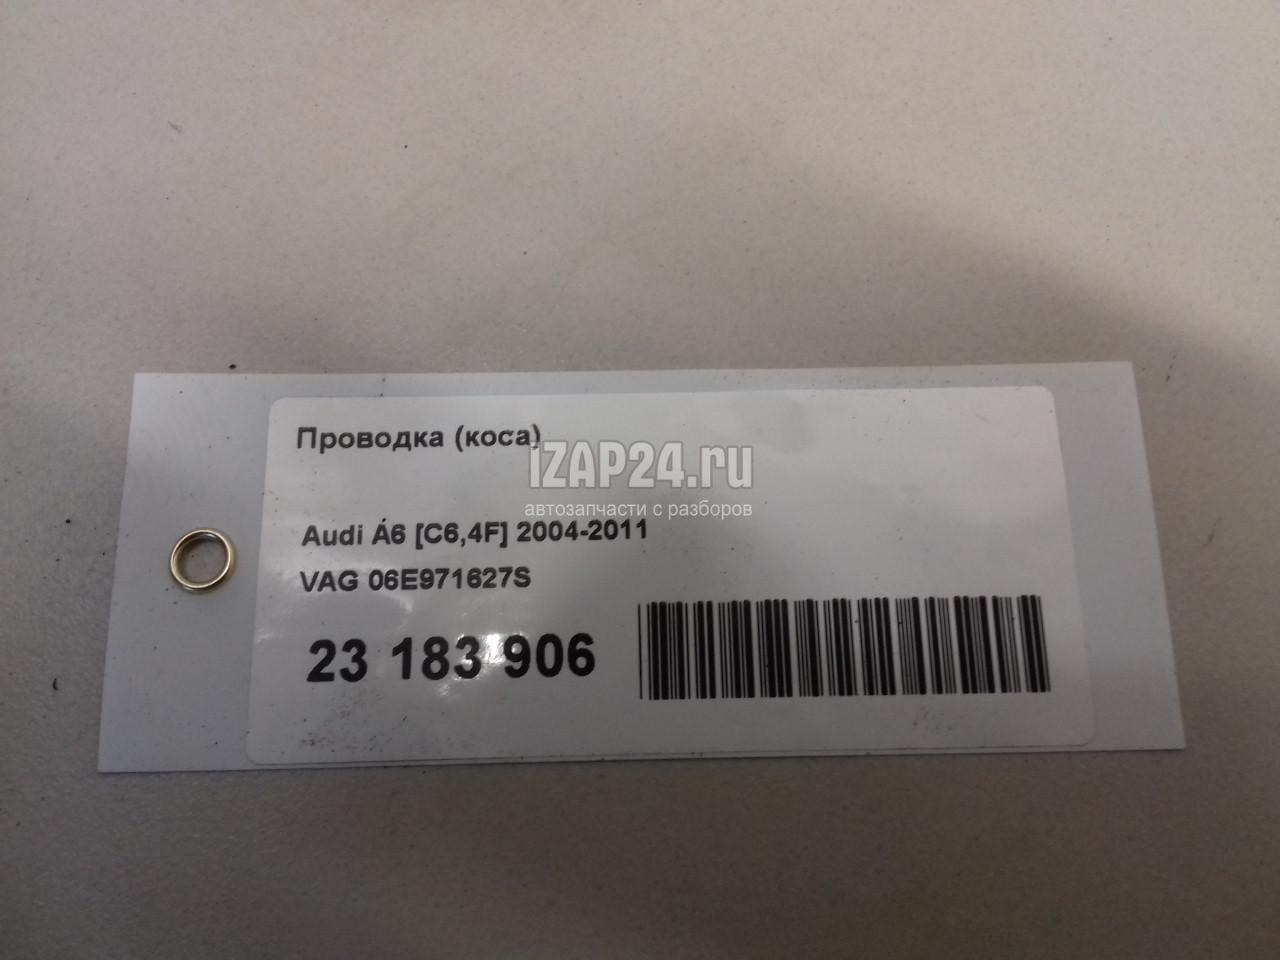 Проводка (коса)
IZAP24.ru
автозапчасти с разборов
Audi A6 [C6,4F] 2004-2011
VAG 06E971627S
23 183 906